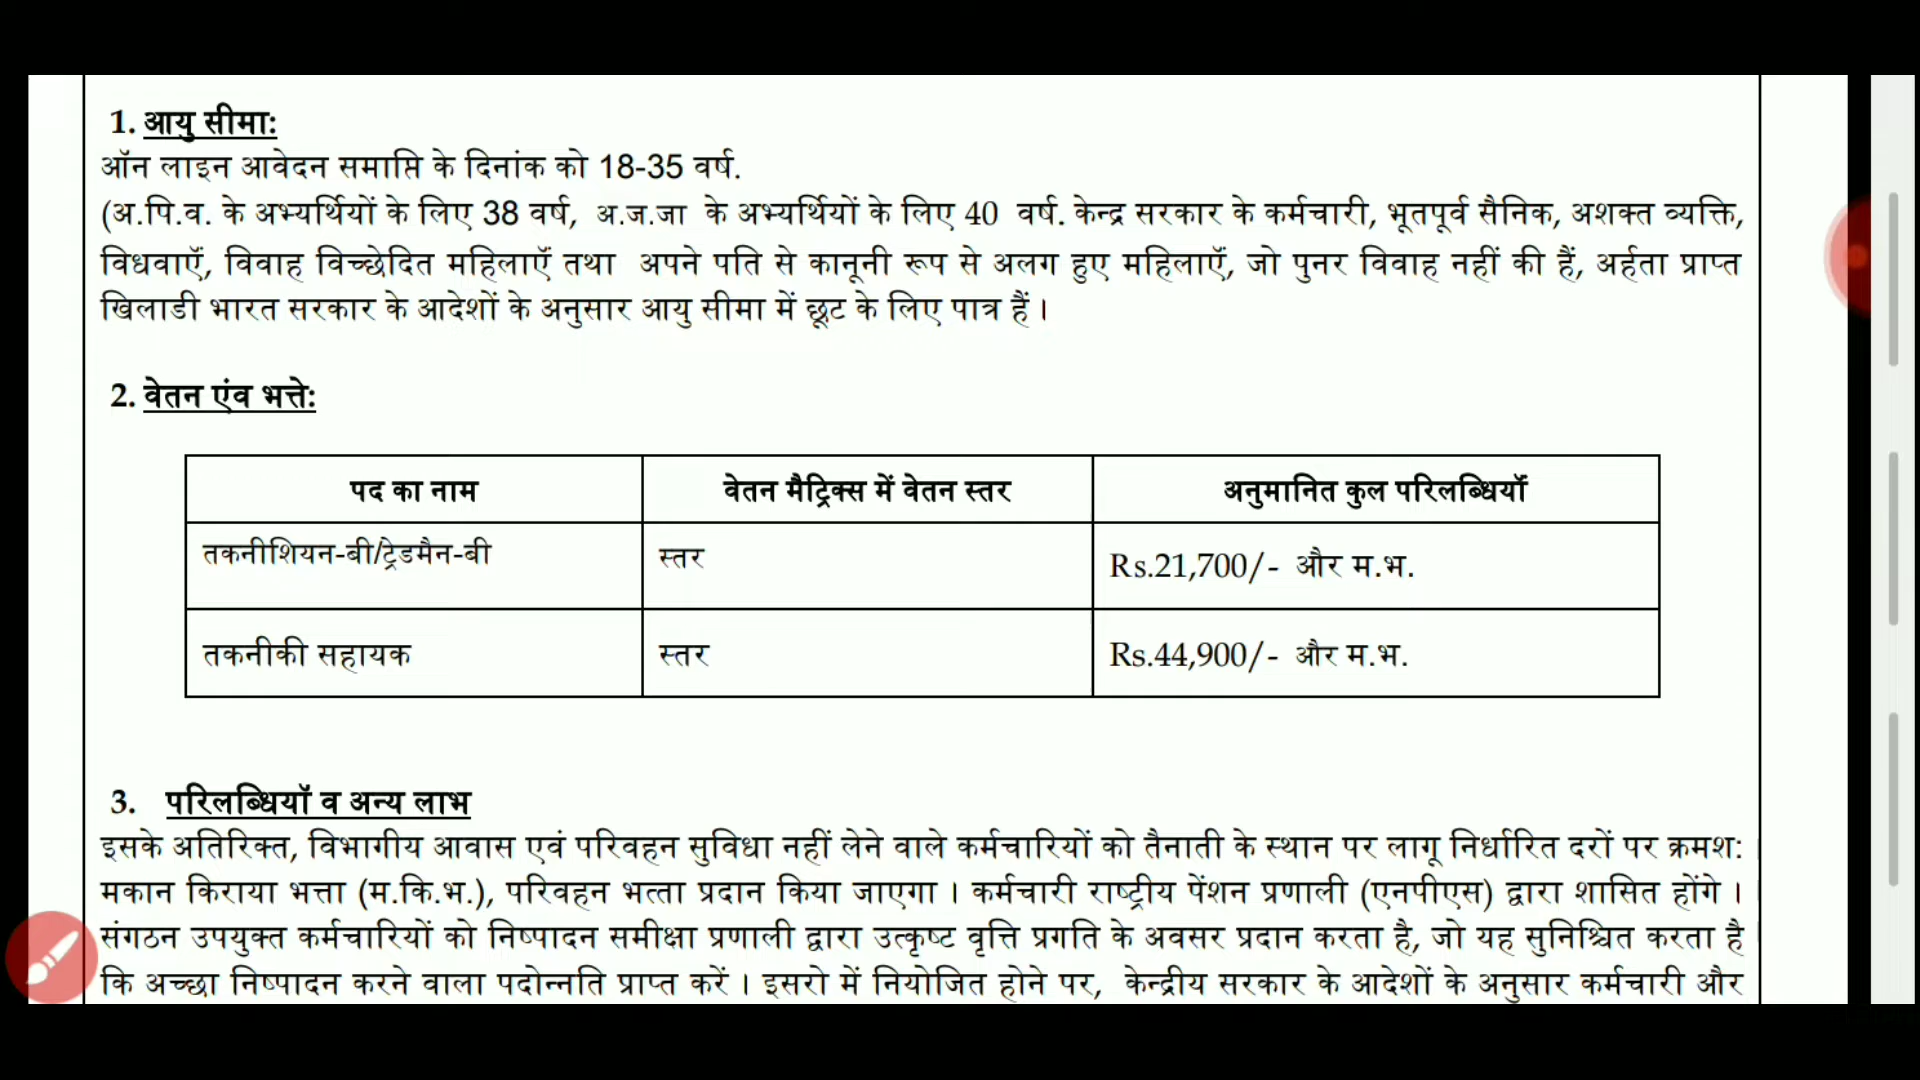 1. आयु सीमा:
ऑन लाइन आवेदन समाप्ति के दिनांक को 18-35 वर्ष.
(अ.पि.व. के अभ्यर्थियों के लिए 38 वर्ष, अ.ज.जा के अभ्यर्थियों के लिए 40 वर्ष. केन्द्र सरकार के कर्मचारी, भूतपूर्व सैनिक, अशक्त व्यक्ति,
विधवाऍं, विवाह विच्छेदित महिलाऍं तथा अपने पति से कानूनी रूप से अलग हुए महिलाऍं, जो पुनर विवाह नहीं की हैं, अर्हता प्राप्त
खिलाडी भारत सरकार के आदेशों के अनुसार आयु सीमा में छूट के लिए पात्र हैं ।
2. वेतन एंव भत्ते:
पद का नाम वेतन मैट्रिक्स में वेतन स्तर अनुमानित कुल परिलब्धियॉं
तकनीशियन-बी/ट्रेडमैन-बी स्तर Rs.21,700/- और म.भ.
तकनीकी सहायक स्तर Rs.44,900/- और म.भ.
3. परिलब्धियॉं व अन्य लाभ
इसके अतिरिक्त, विभागीय आवास एवं परिवहन सुविधा नहीं लेने वाले कर्मचारियों को तैनाती के स्थान पर लागू निर्धारित दरों पर क्रमश:
मकान किराया भत्ता (म.कि.भ.), परिवहन भत्ता प्रदान किया जाएगा । कर्मचारी राष्ट्रीय पेंशन प्रणाली (एनपीएस) द्वारा शासित होंगे ।
संगठन उपयुक्त कर्मचारियों को निष्पादन समीक्षा प्रणाली द्वारा उत्कृष्ट वृत्ति प्रगति के अवसर प्रदान करता है, जो यह सुनिश्चित करता है
कि अच्छा निष्पादन करने वाला पदोन्नति प्राप्त करें । इसरो में नियोजित होने पर, केन्द्रीय सरकार के आदेशों के अनुसार कर्मचारी और